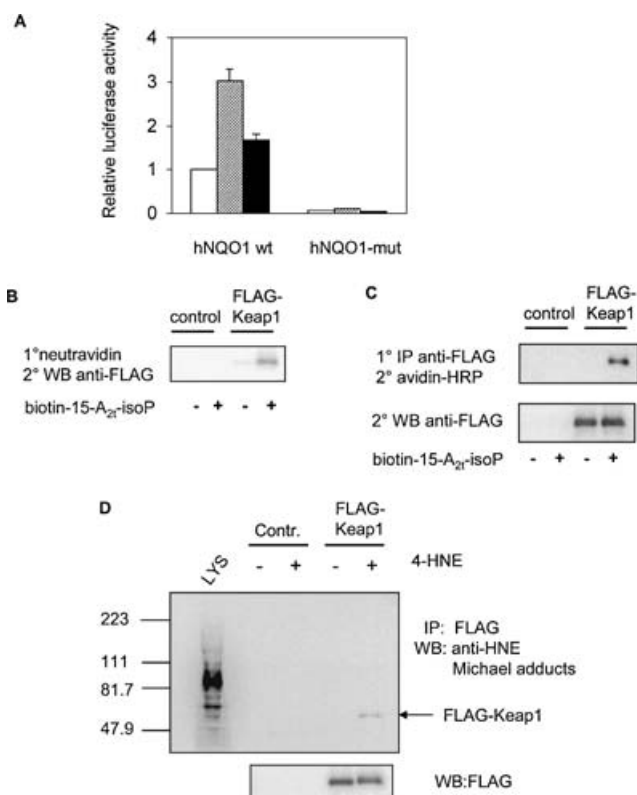 A
Relative luciferase activity
4
3
2
1
0
hNQO1 wt
hNQO1-mut
B
control
FLAG-
Keap1
1°neutravidin
2° WB anti-FLAG
biotin-15-A2t-isoP
- + - +
C
control
FLAG-
Keap1
1° IP anti-FLAG
2° avidin-HRP
2° WB anti-FLAG
biotin-15-A2t-isoP
- + - +
D
LYS
Contr.
FLAG-
Keap1
- + - +
4-HNE
223
111
81.7
47.9
IP: FLAG
WB: anti-HNE
Michael adducts
FLAG-Keap1
WB:FLAG